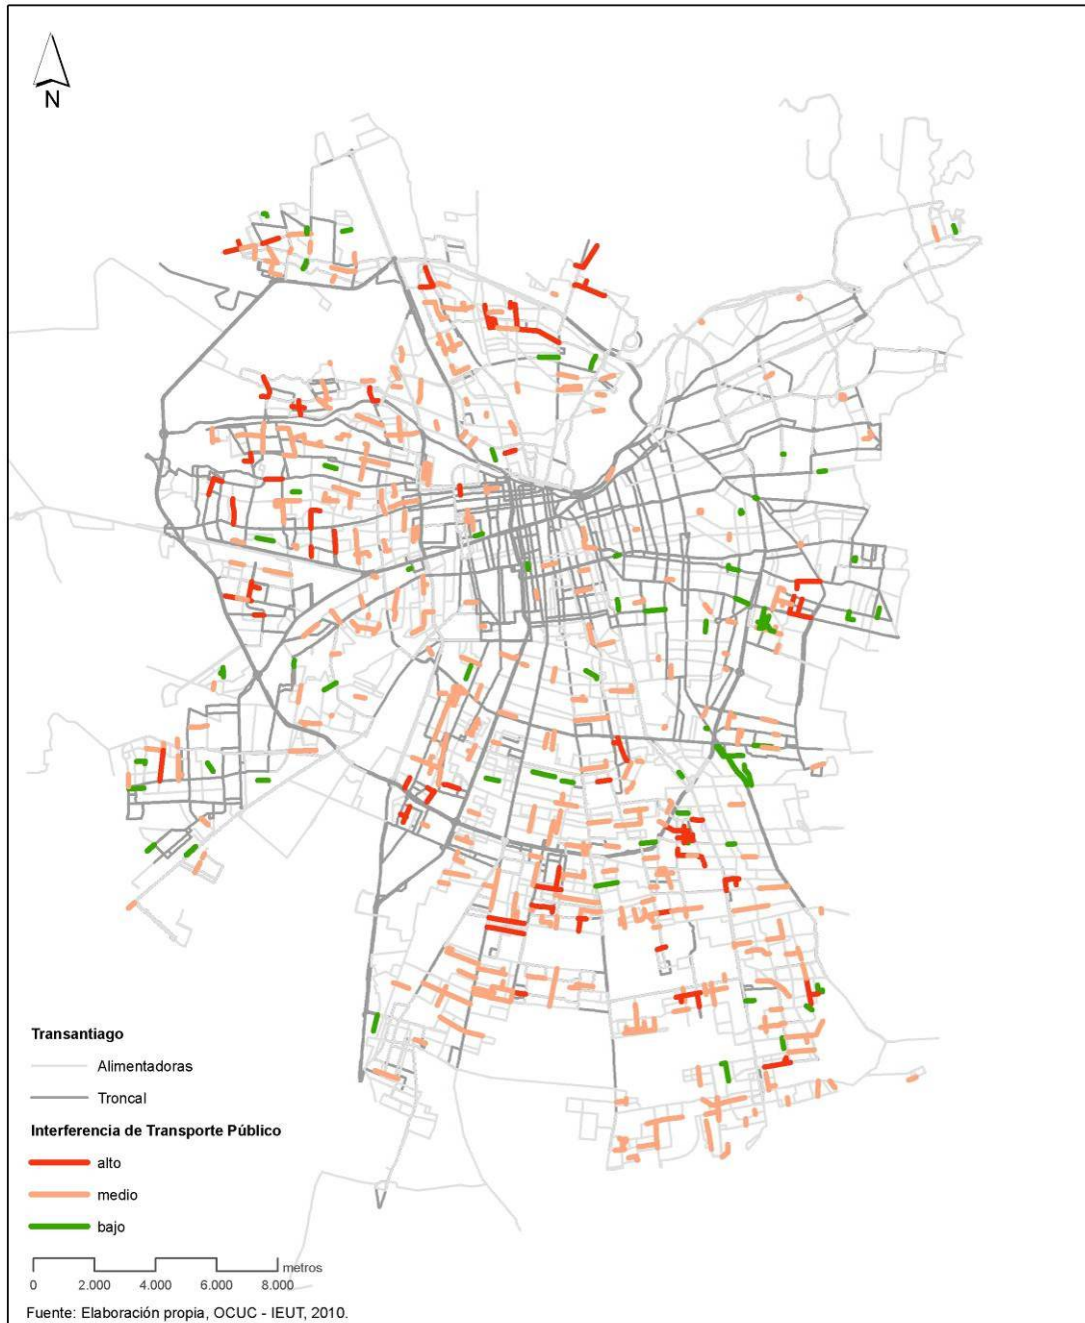 N
Transantiago
Alimentadoras
Troncal
Interferencia de Transporte Público
alto
medio
bajo
metros
0 2.000 4.000 6.000 8.000
Fuente: Elaboración propia, OCUC - IEUT, 2010.